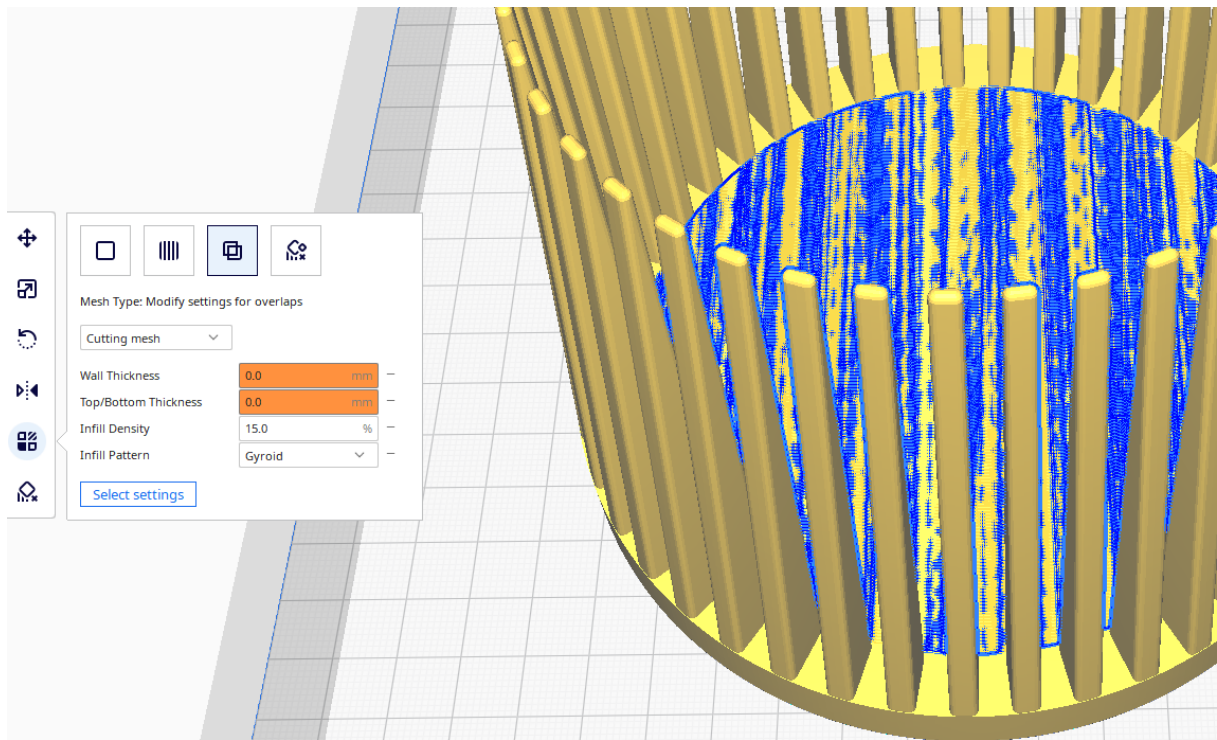 Mesh Type: Modify settings for overlaps
Cutting mesh
Wall Thickness 0.0 mm
Top/Bottom Thickness 0.0 mm
Infill Density 15.0 %
Infill Pattern Gyroid
Select settings